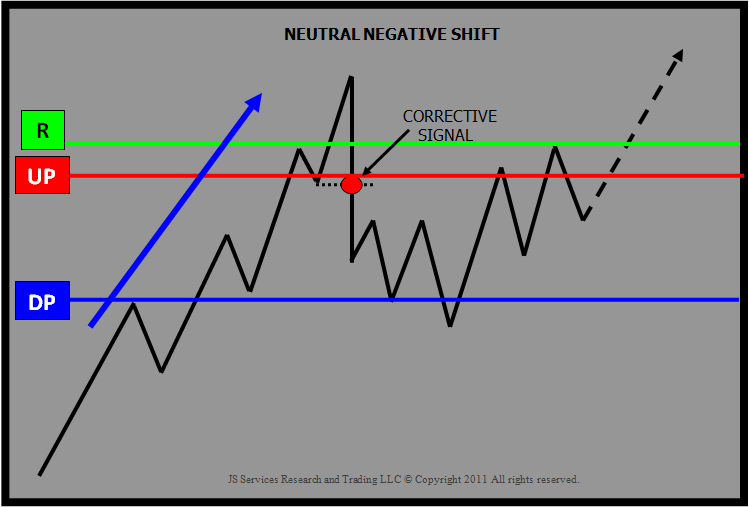 NEUTRAL NEGATIVE SHIFT
CORRECTIVE
SIGNAL
R
UP
DP
JS Services Research and Trading LLC © Copyright 2011 All rights reserved.